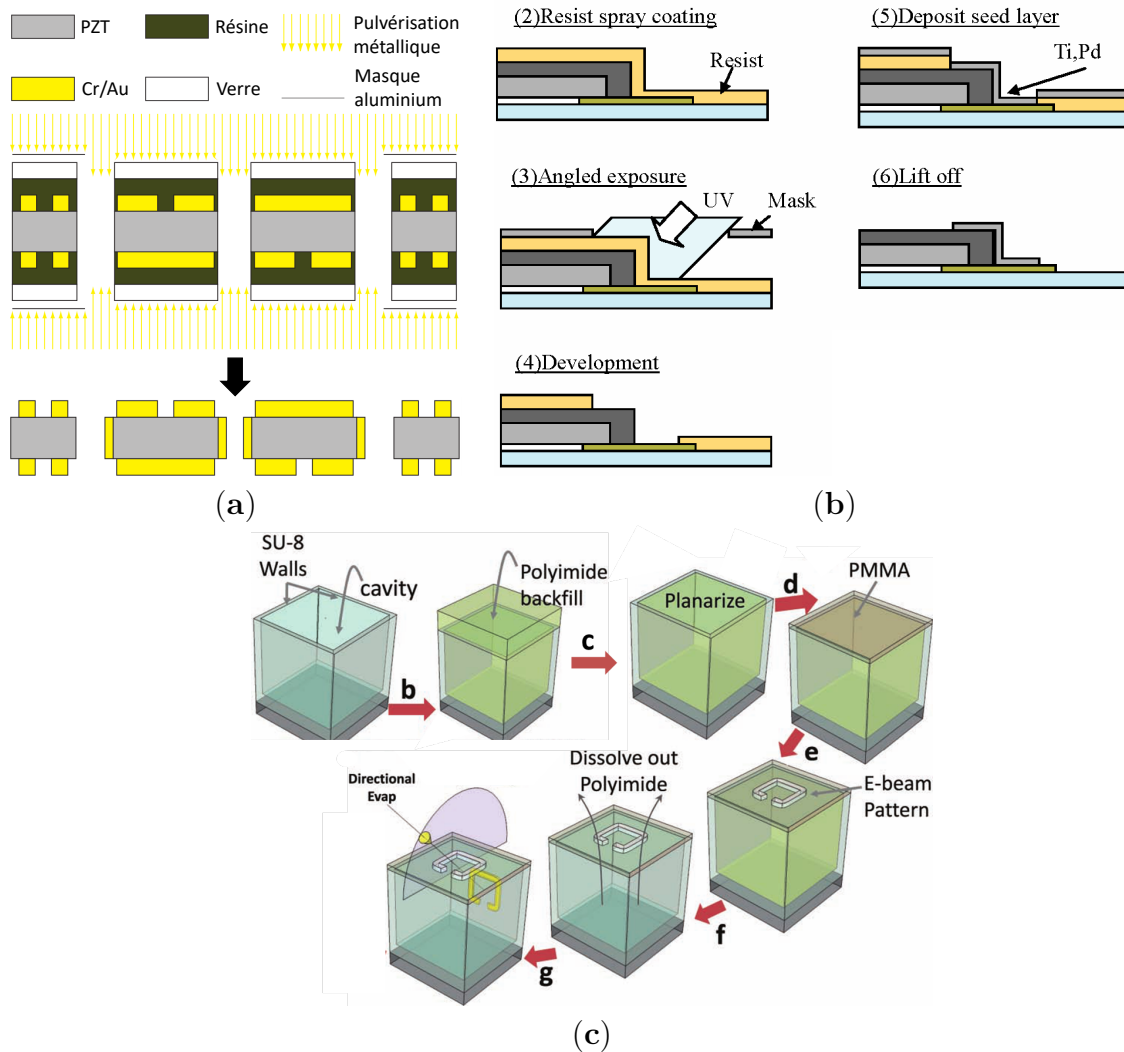 PZT
Résine
Pulvérisation
métallique
Cr/Au
Verre
Masque
aluminium
(a)
(2)Resist spray coating
Resist
(3)Angled exposure
UV
Mask
(4)Development
(5)Deposit seed layer
Ti,Pd
(6)Lift off
(b)
SU-8
Walls
cavity
b
Polyimide
backfill
c
Planarize
d
PMMA
e
E-beam
Pattern
f
Dissolve out
Polyimide
g
Directional
Evap
(c)